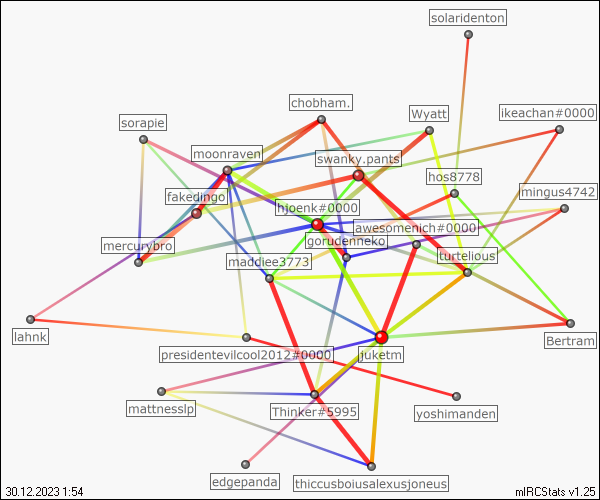 solaridenton
chobham.
Wyatt
ikeachan#0000
sorapie
moonraven
swanky.pants
hos8778
mingus4742
fakedingo
hjoenk#0000
awesomenich#0000
gorudenneko
mercurybro
maddiee3773
turtelious
lahnk
presidentevilcool2012#0000
juketm
Bertram
mattnesslp
Thinker#5995
yoshimanden
edgepanda
thiccusboiusalexusjoneus
30.12.2023 1:54
mIRCStats v1.25